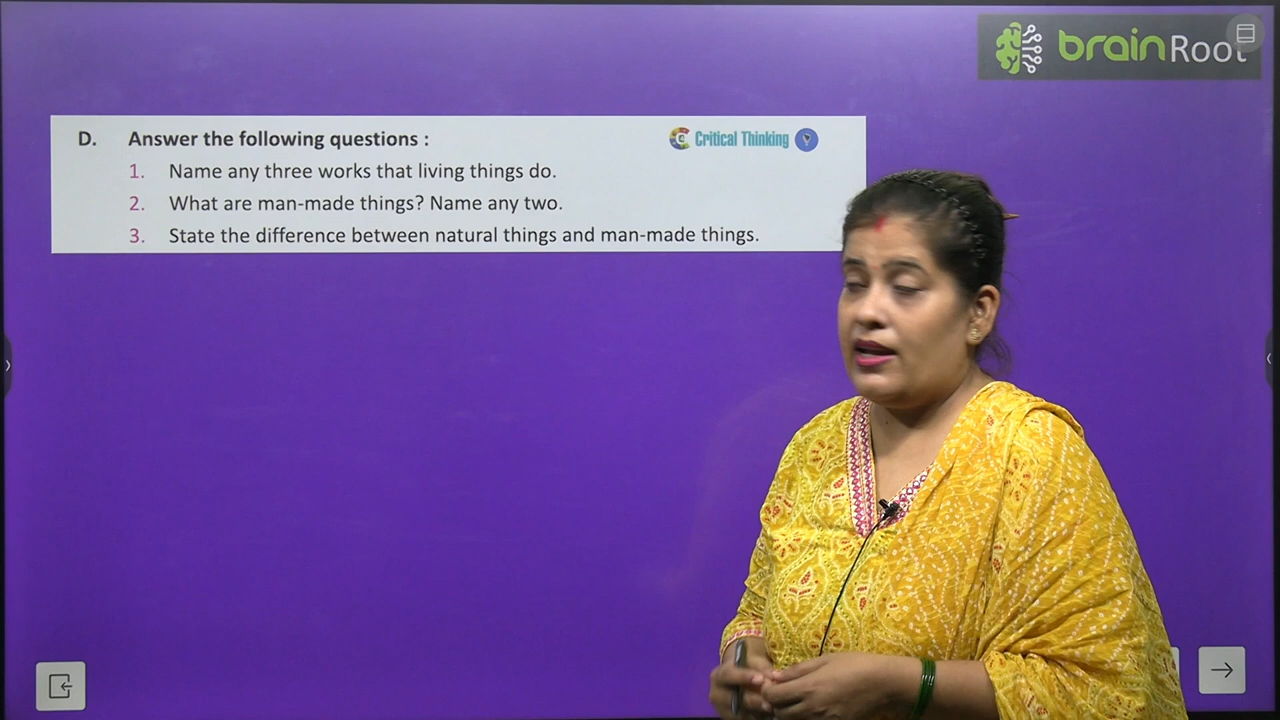 brainRoot
D. Answer the following questions :
Critical Thinking
1. Name any three works that living things do.
2. What are man-made things? Name any two.
3. State the difference between natural things and man-made things.